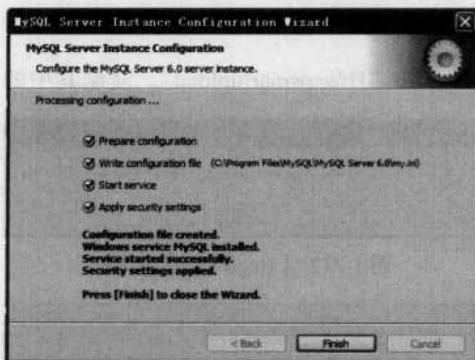 MySQL Server Instance Configuration Wizard
MySQL Server Instance Configuration
Configure the MySQL Server 6.0 server instance.
Processing configuration ...
Prepare configuration
Write configuration file (C:\Program Files\MySQL\MySQL Server 6.0\my.ini)
Start service
Apply security settings
Configuration file created.
Windows service MySQL installed.
Service started successfully.
Security settings applied.
Press [Finish] to close the Wizard.
< Back
Finish
Cancel